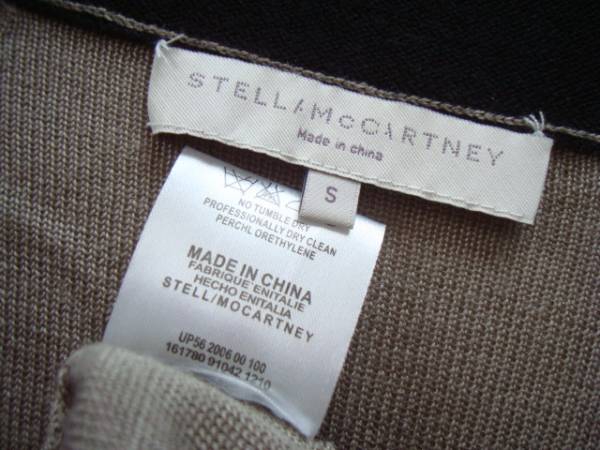 STELL/McCARTNEY
Made in china
S
NO TUMBLE DRY
PROFESSIONALLY DRY CLEAN
PERCHL ORETHYLENE
MADE IN CHINA
FABRIQUE ENITALIE
HECHO ENITALIA
STELL/MOCARTNEY
UP56 2006 00 100
161780 91042 1210